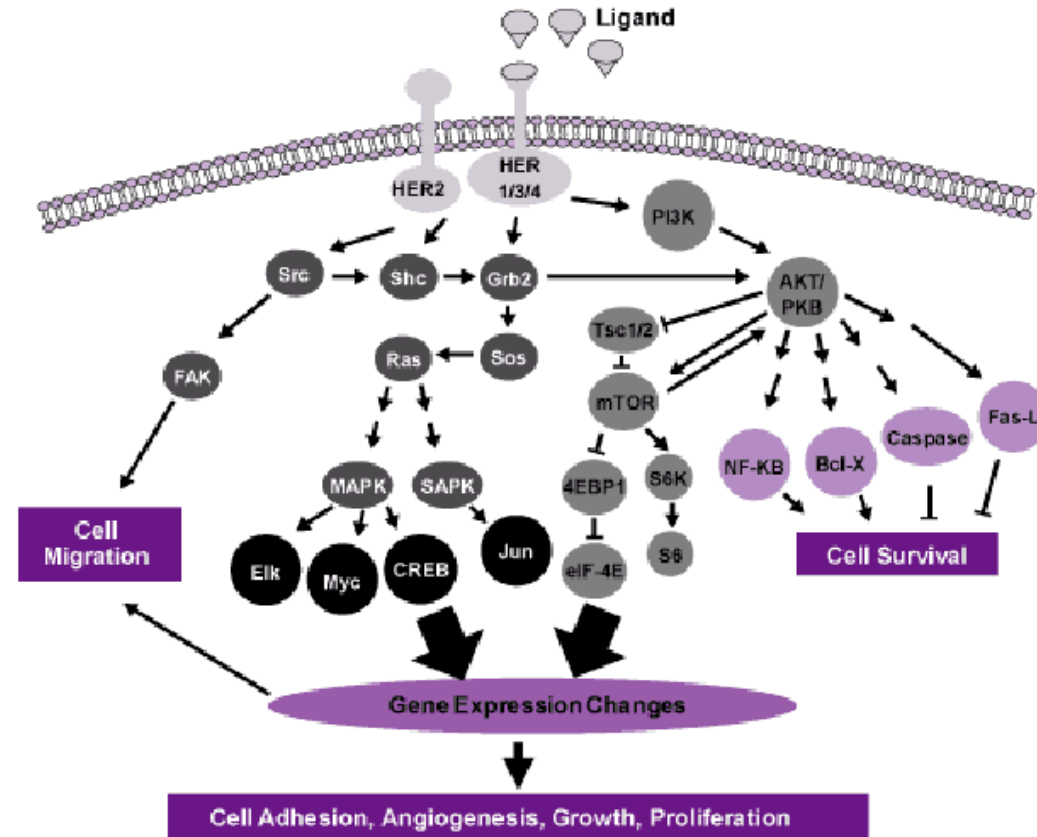 Ligand
HER2
HER
1/3/4
PI3K
Src
Shc
Grb2
AKT/
PKB
Tsc1/2
Ras
Sos
FAK
mTOR
Fas-L
Caspase
NF-KB
Bcl-X
MAPK
SAPK
4EBP1
S6K
Cell
Migration
Elk
Myc
CREB
Jun
eIF-4E
S6
Cell Survival
Gene Expression Changes
Cell Adhesion, Angiogenesis, Growth, Proliferation